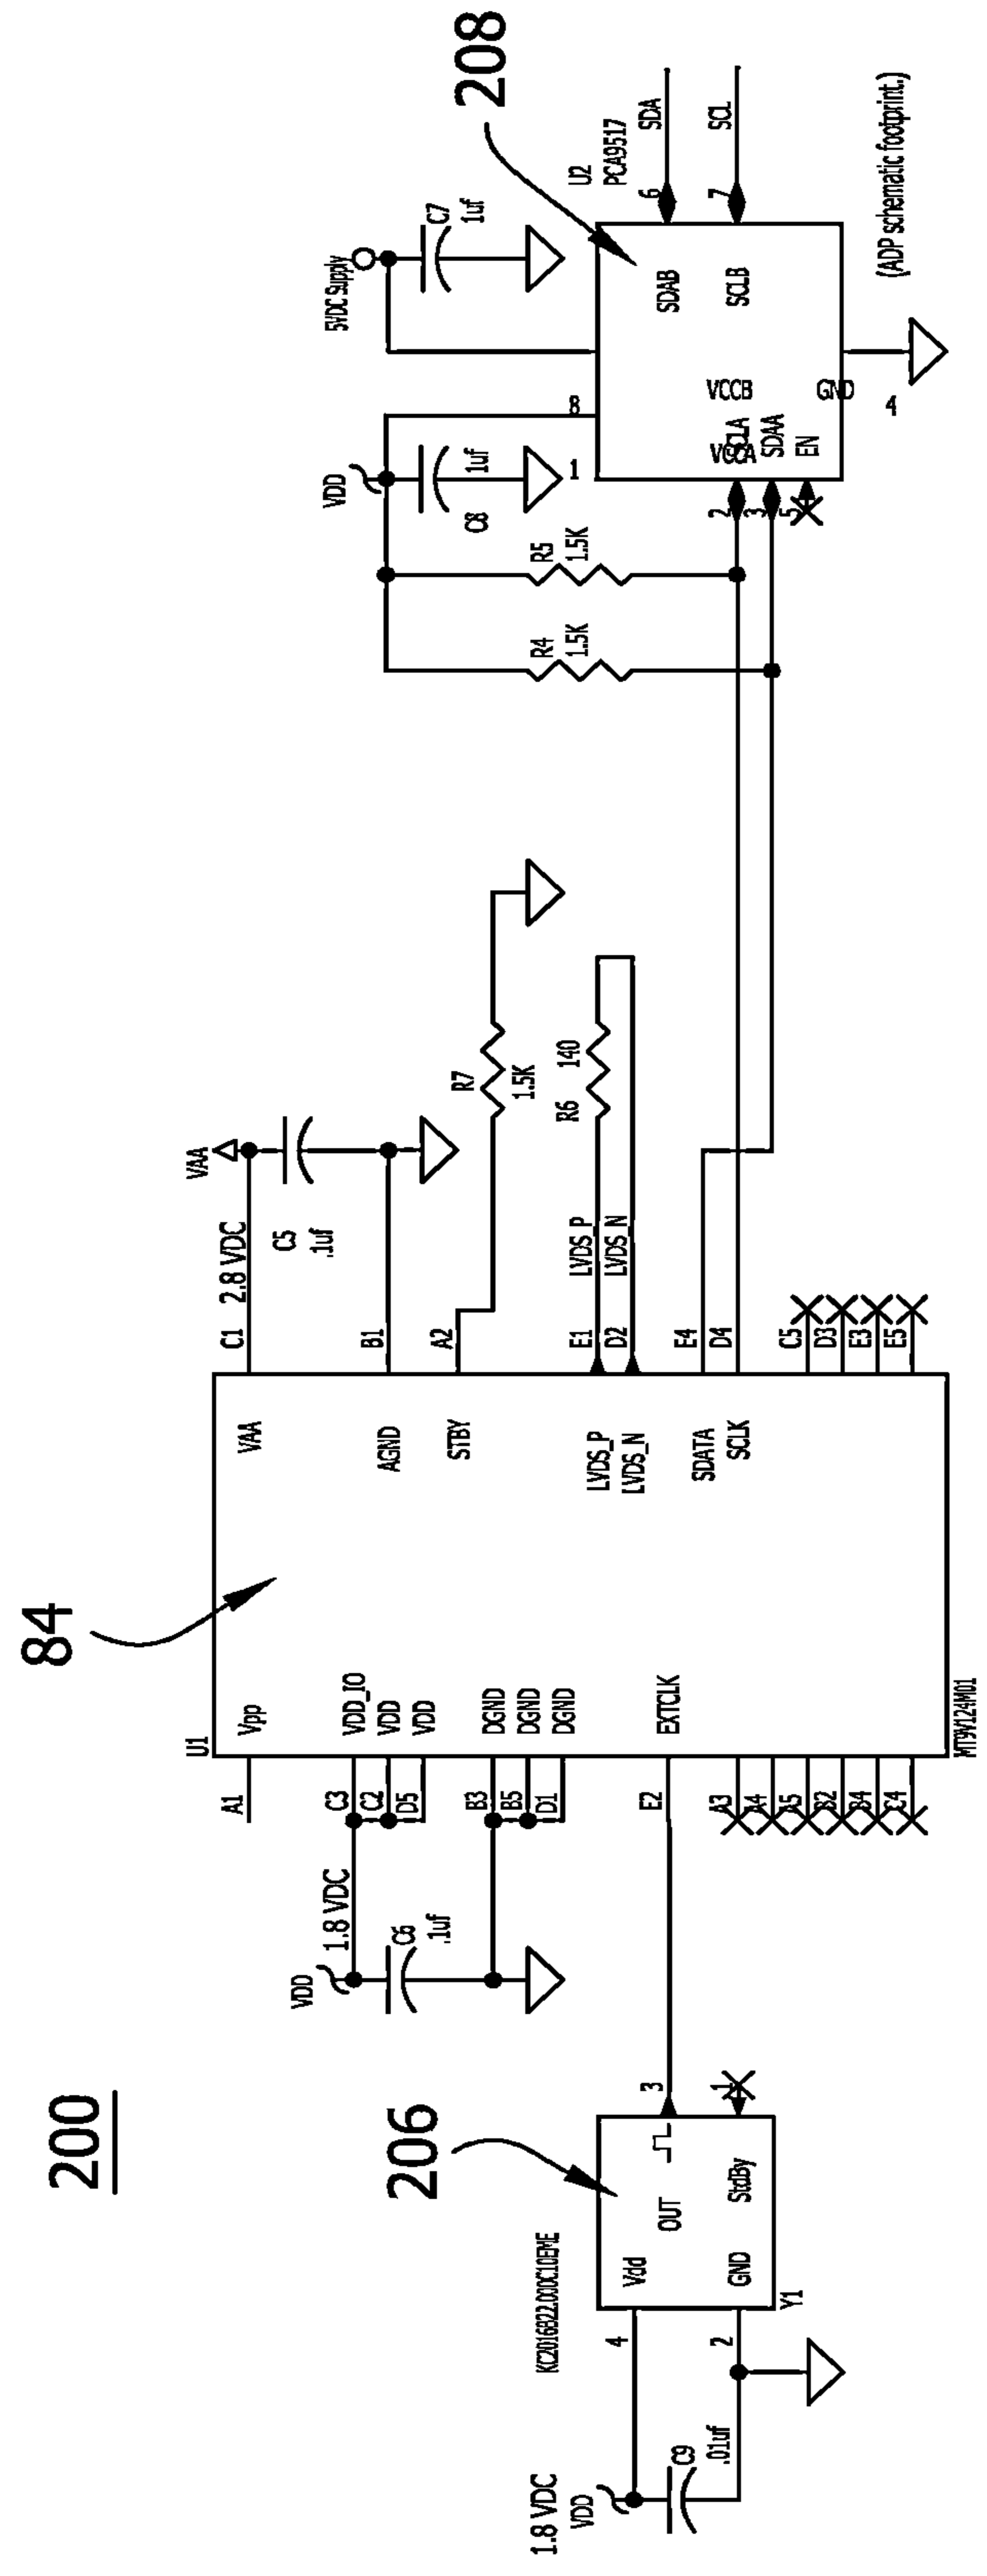 200
84
208
206
1.8 VDC
VDD
C9
.01uf
4
2
KC2016B22.000C10EME
Vdd
GND
OUT
StdBy
Y1
3
1
VDD
1.8 VDC
C6
.1uf
A1
C3
C2
D5
B3
B5
D1
E2
A3
A4
A5
B2
B4
C4
U1
Vpp
VDD_IO
VDD
VDD
DGND
DGND
DGND
EXTCLK
MT9V124M01
VAA
AGND
STBY
LVDS_P
LVDS_N
SDATA
SCLK
C1
B1
A2
E1
D2
E4
D4
C5
D3
E3
E5
2.8 VDC
VAA
C5
.1uf
LVDS_P
LVDS_N
R7
1.5K
R6
140
R4
1.5K
R5
1.5K
VDD
C8
1uf
5VDC Supply
C7
1uf
1
8
2
3
5
VCCA
VCCB
SCLA
SDAA
EN
GND
4
SDAB
SCLB
U2
PCA9517
6
7
SDA
SCL
(ADP schematic footprint.)